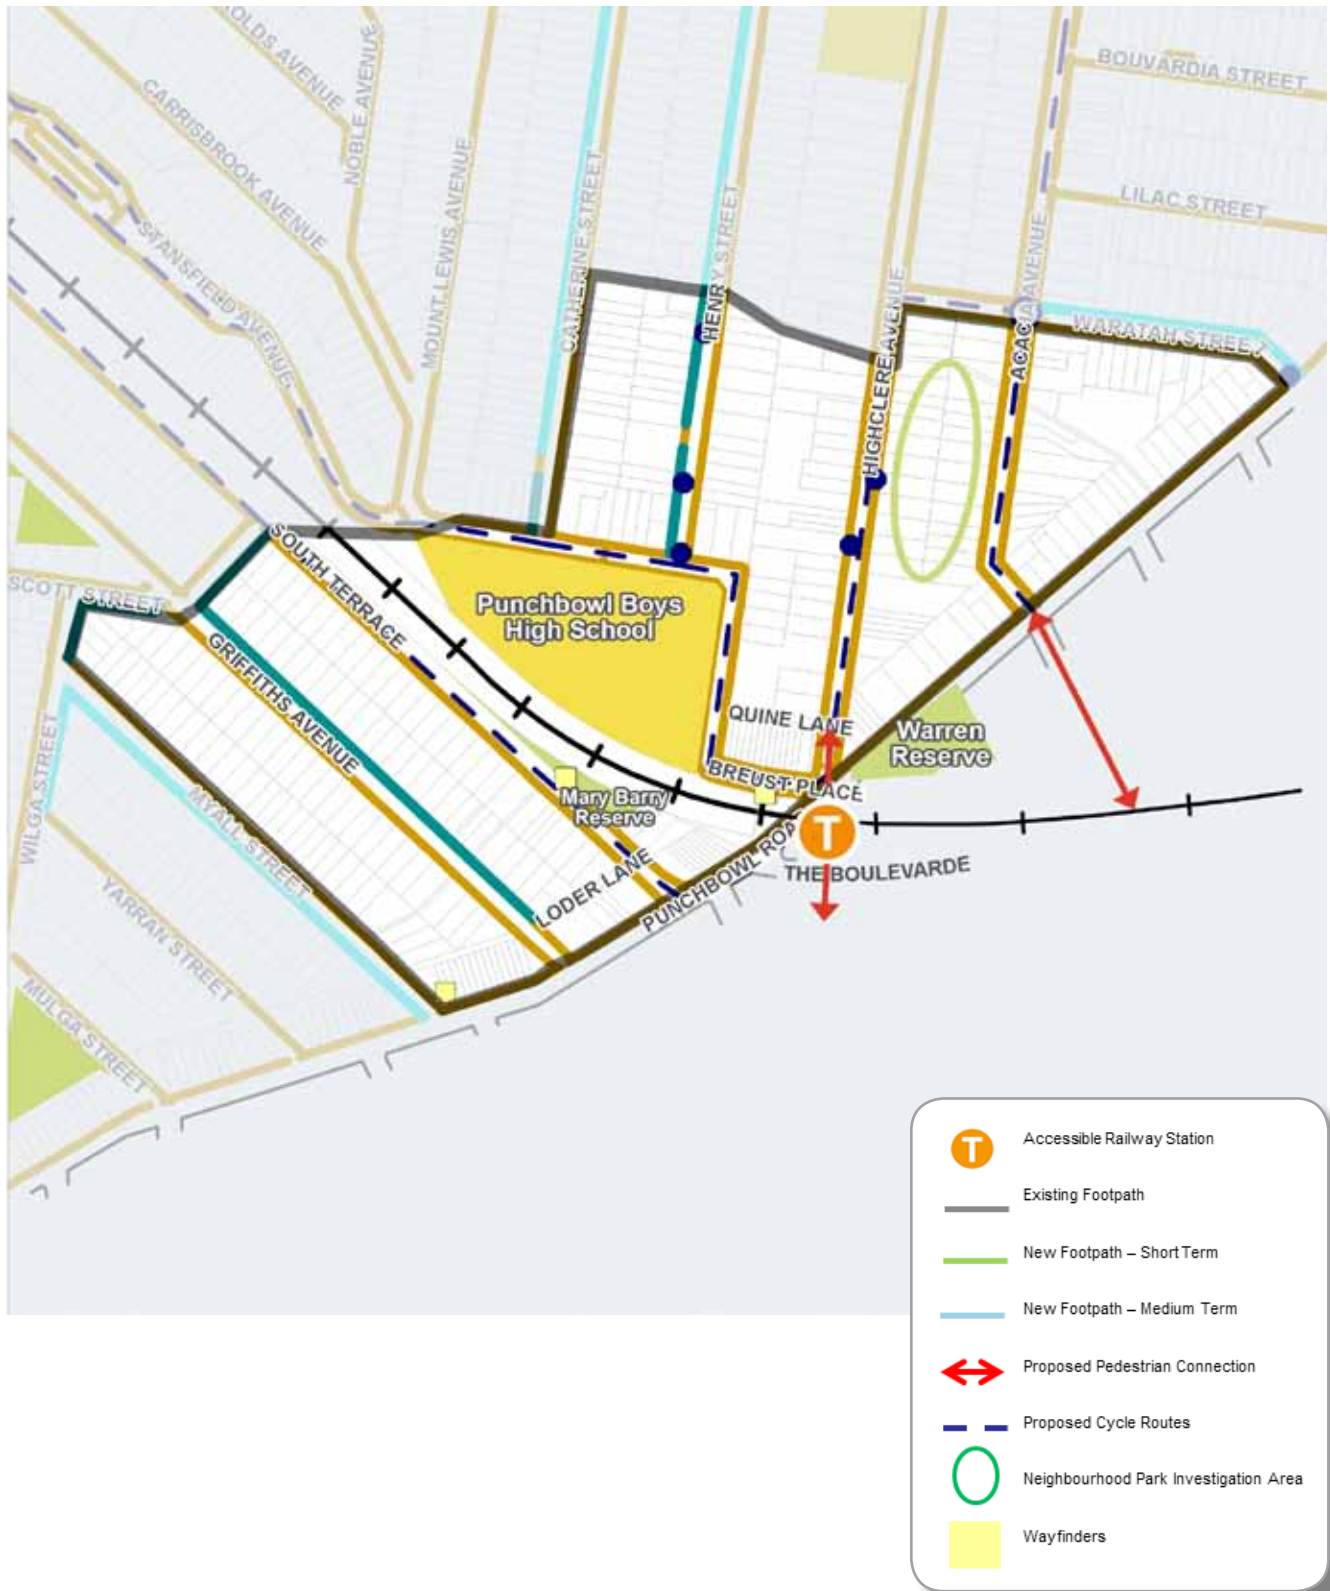 OLDS AVENUE
NOBLE AVENUE
CARRISBROOK AVENUE
BOUVARDIA STREET
LILAC STREET
MOUNT LEWIS AVENUE
CATHERINE STREET
HENRY STREET
HIGHCLERE AVENUE
ACACIA AVENUE
WARATAH STREET
STANSFIELD AVENUE
SOUTH TERRACE
SCOTT STREET
Punchbowl Boys
High School
GRIFFITHS AVENUE
QUINE LANE
Warren
Reserve
BREUST PLACE
Mary Barry
Reserve
WILGA STREET
MYALL STREET
LODER LANE
PUNCHBOWL ROA
T
THE BOULEVARDE
YARRAN STREET
MULGA STREET
T Accessible Railway Station
Existing Footpath
New Footpath – Short Term
New Footpath – Medium Term
Proposed Pedestrian Connection
Proposed Cycle Routes
Neighbourhood Park Investigation Area
Wayfinders